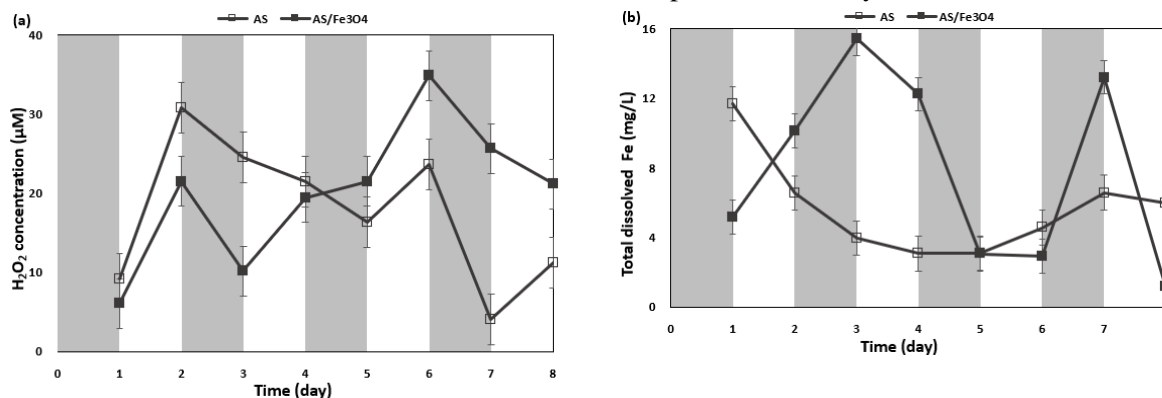 (a)
AS
AS/Fe3O4
H₂O₂ concentration (µM)
40
30
20
10
0
0 1 2 3 4 5 6 7 8
Time (day)
(b)
AS
AS/Fe3O4
Total dissolved Fe (mg/L)
16
12
8
4
0
0 1 2 3 4 5 6 7
Time (day)